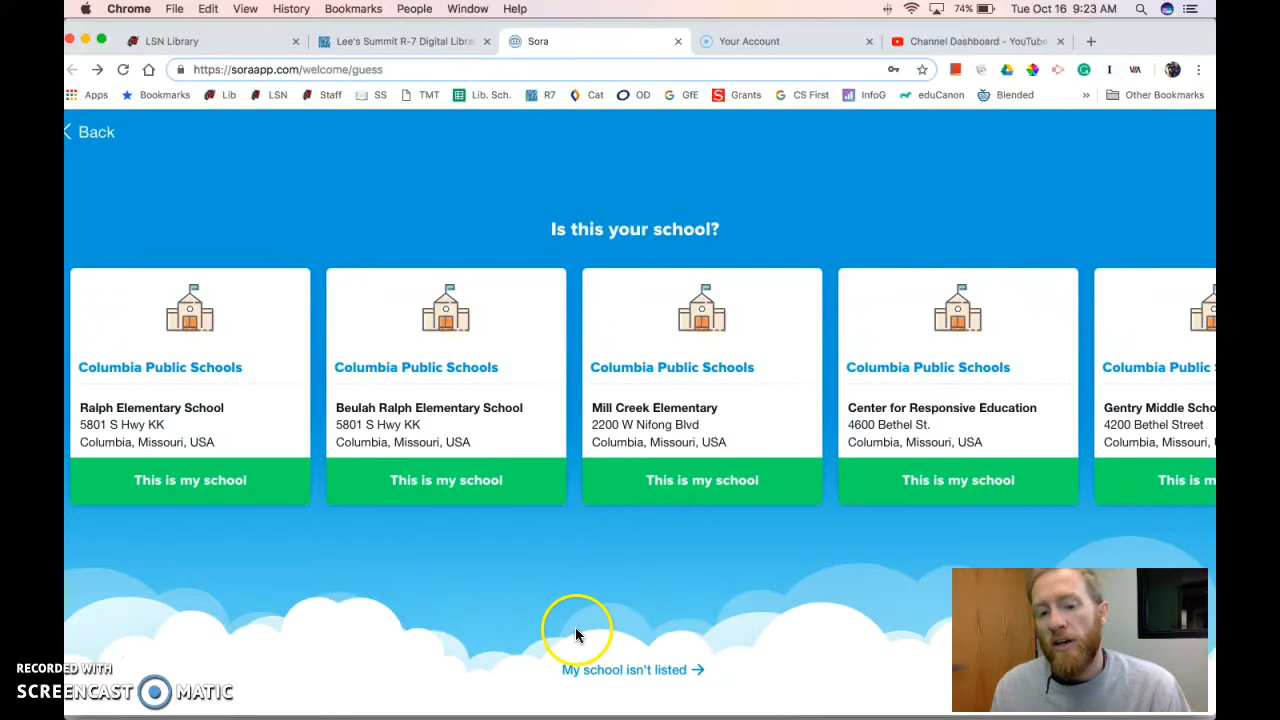 Chrome File Edit View History Bookmarks People Window Help 74% Tue Oct 16 9:23 AM
LSN Library Lee's Summit R-7 Digital Libra Sora Your Account Channel Dashboard - YouTube
https://soraapp.com/welcome/guess
Apps Bookmarks Lib LSN Staff SS TMT Lib. Sch. R7 Cat OD GfE Grants CS First InfoG eduCanon Blended » Other Bookmarks
Back
Is this your school?
Columbia Public Schools
Ralph Elementary School
5801 S Hwy KK
Columbia, Missouri, USA
This is my school
Columbia Public Schools
Beulah Ralph Elementary School
5801 S Hwy KK
Columbia, Missouri, USA
This is my school
Columbia Public Schools
Mill Creek Elementary
2200 W Nifong Blvd
Columbia, Missouri, USA
This is my school
Columbia Public Schools
Center for Responsive Education
4600 Bethel St.
Columbia, Missouri, USA
This is my school
Columbia Public S
Gentry Middle Scho
4200 Bethel Street
Columbia, Missouri, U
This is m
My school isn't listed →
RECORDED WITH
SCREENCAST MATIC